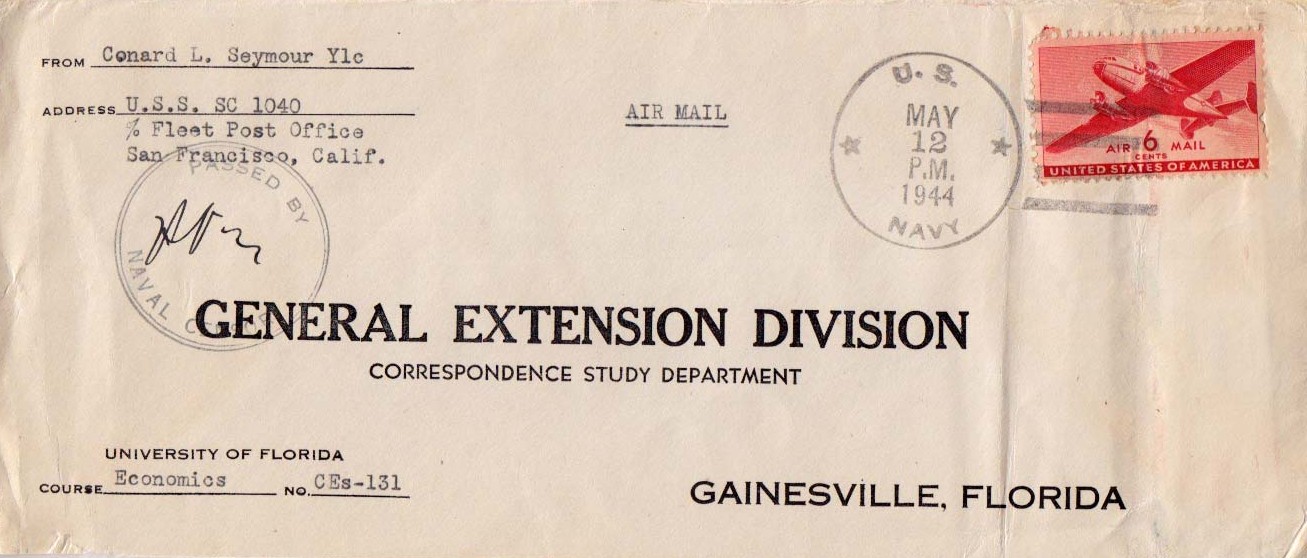 FROM Conard L. Seymour Ylc
ADDRESS U.S.S. SC 1040
% Fleet Post Office
San Francisco, Calif.
AIR MAIL
U.S.
MAY
12
P.M.
1944
NAVY
AIR 6 MAIL
CENTS
UNITED STATES OF AMERICA
PASSED BY
NAVAL
GENERAL EXTENSION DIVISION
CORRESPONDENCE STUDY DEPARTMENT
UNIVERSITY OF FLORIDA
COURSE Economics NO. CEs-131
GAINESVILLE, FLORIDA